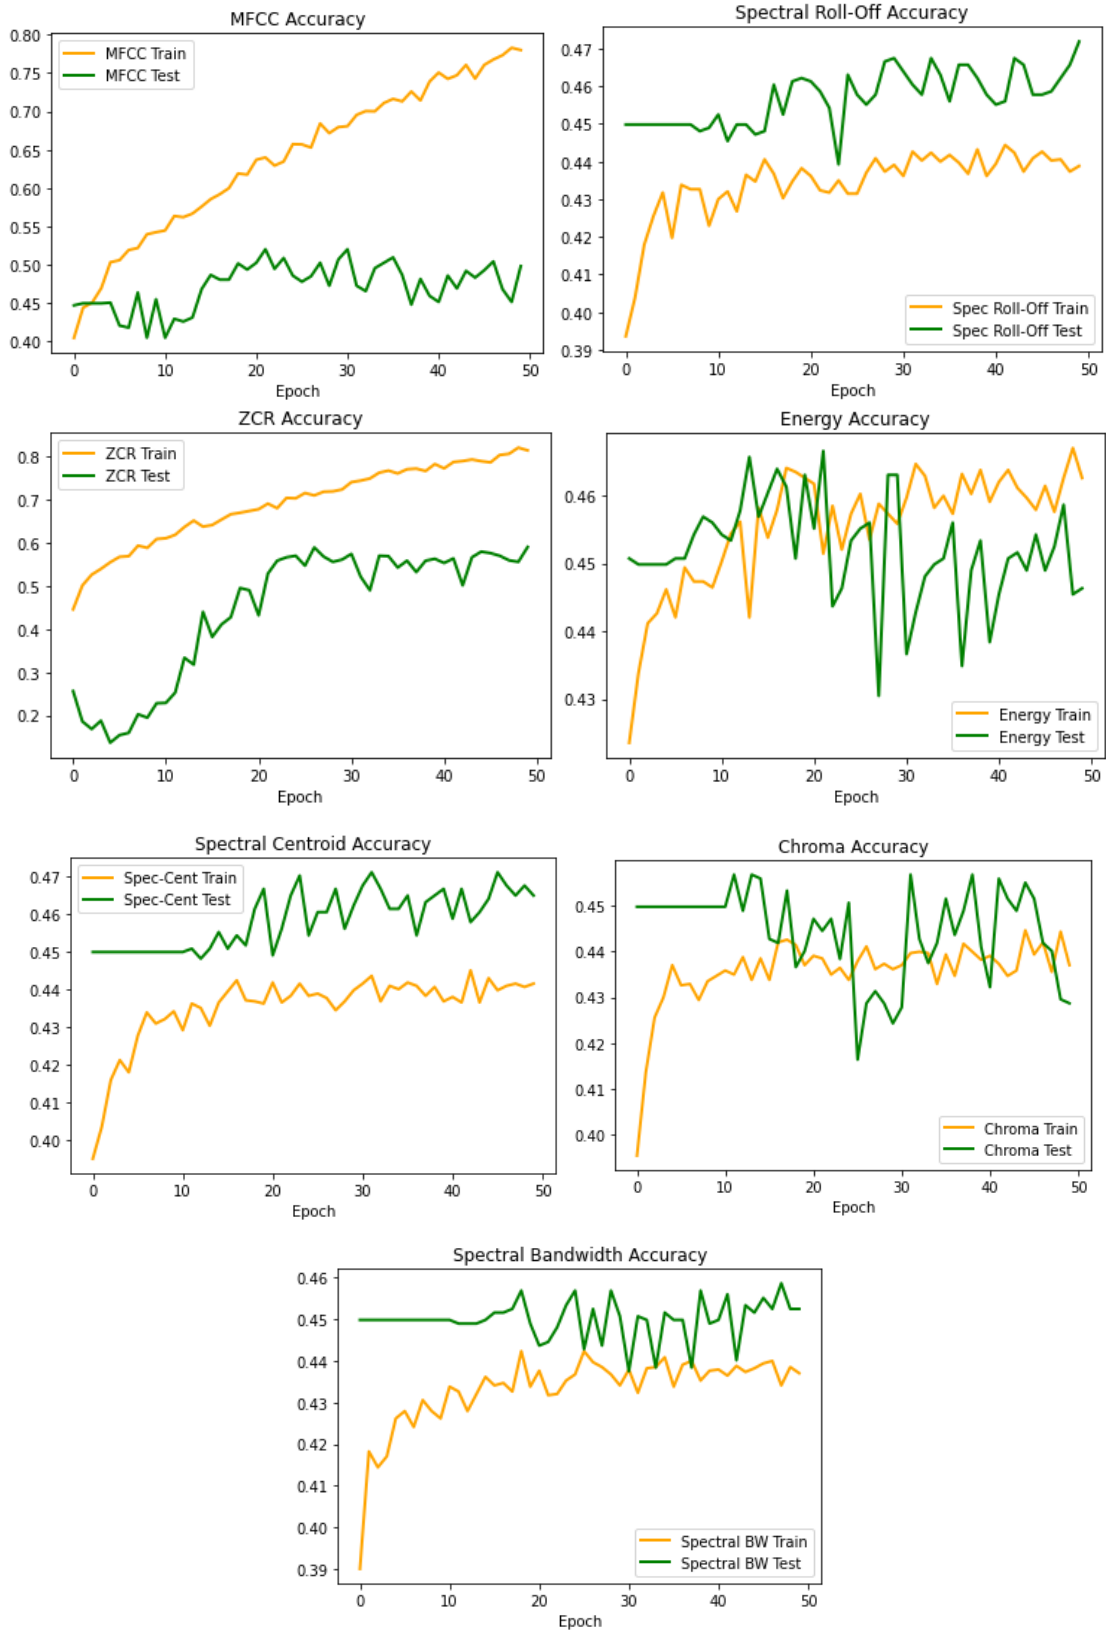 MFCC Accuracy
0.80
0.75
0.70
0.65
0.60
0.55
0.50
0.45
0.40
MFCC Train
MFCC Test
0 10 20 30 40 50
Epoch
Spectral Roll-Off Accuracy
0.47
0.46
0.45
0.44
0.43
0.42
0.41
0.40
0.39
Spec Roll-Off Train
Spec Roll-Off Test
0 10 20 30 40 50
Epoch
ZCR Accuracy
0.8
0.7
0.6
0.5
0.4
0.3
0.2
ZCR Train
ZCR Test
0 10 20 30 40 50
Epoch
Energy Accuracy
0.46
0.45
0.44
0.43
Energy Train
Energy Test
0 10 20 30 40 50
Epoch
Spectral Centroid Accuracy
0.47
0.46
0.45
0.44
0.43
0.42
0.41
0.40
Spec-Cent Train
Spec-Cent Test
0 10 20 30 40 50
Epoch
Chroma Accuracy
0.45
0.44
0.43
0.42
0.41
0.40
Chroma Train
Chroma Test
0 10 20 30 40 50
Epoch
Spectral Bandwidth Accuracy
0.46
0.45
0.44
0.43
0.42
0.41
0.40
0.39
Spectral BW Train
Spectral BW Test
0 10 20 30 40 50
Epoch